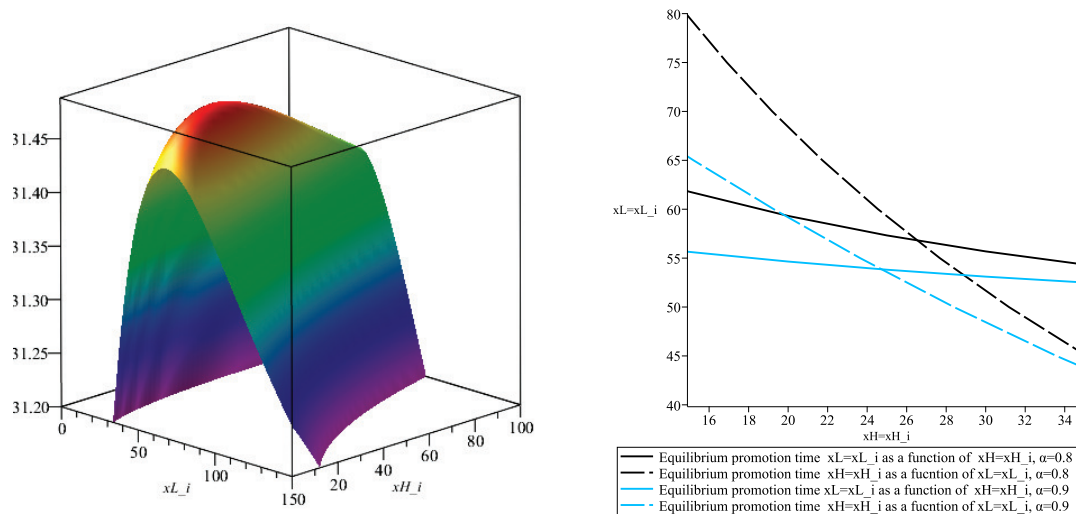 31.45
31.40
31.35
31.30
31.25
31.20
0
50
100
150
xL_i
20
40
60
80
100
xH_i
80
75
70
65
xL=xL_i
60
55
50
45
40
16 18 20 22 24 26 28 30 32 34
xH=xH_i
Equilibrium promotion time xL=xL_i as a function of xH=xH_i, α=0.8
Equilibrium promotion time xH=xH_i as a fucntion of xL=xL_i, α=0.8
Equilibrium promotion time xL=xL_i as a function of xH=xH_i, α=0.9
Equilibrium promotion time xH=xH_i as a function of xL=xL_i, α=0.9